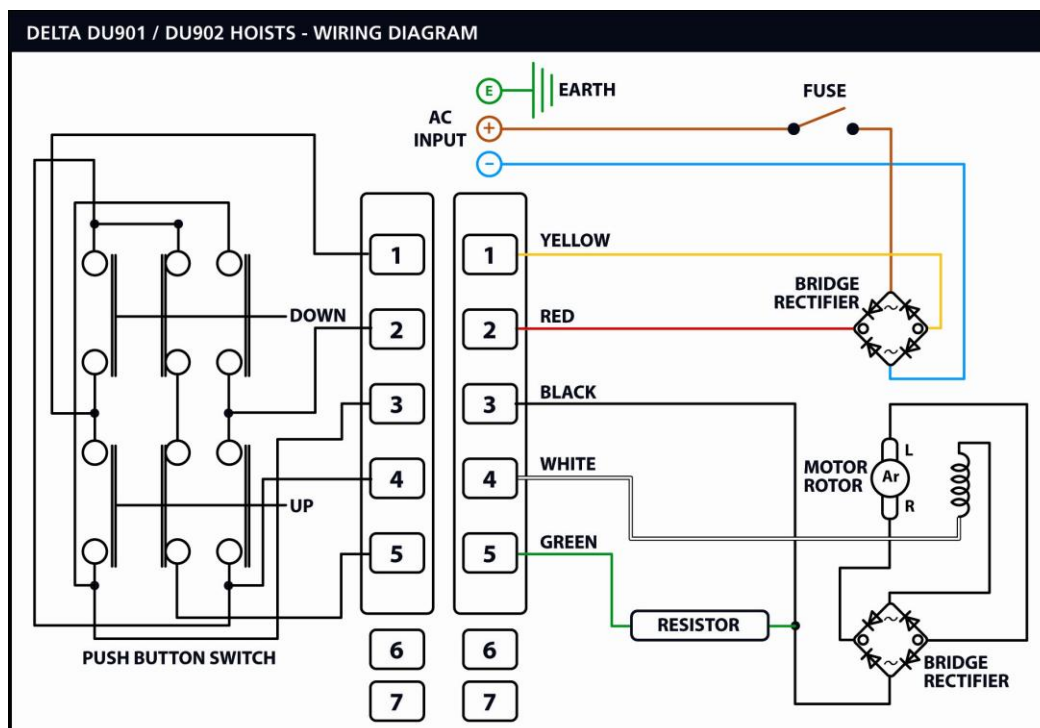 DELTA DU901 / DU902 HOISTS - WIRING DIAGRAM
E
EARTH
FUSE
AC
INPUT
+
−
1
1
YELLOW
BRIDGE
RECTIFIER
~
~
DOWN
2
2
RED
3
3
BLACK
4
4
WHITE
MOTOR
ROTOR
L
Ar
R
UP
5
5
GREEN
RESISTOR
~
~
BRIDGE
RECTIFIER
PUSH BUTTON SWITCH
6
6
7
7